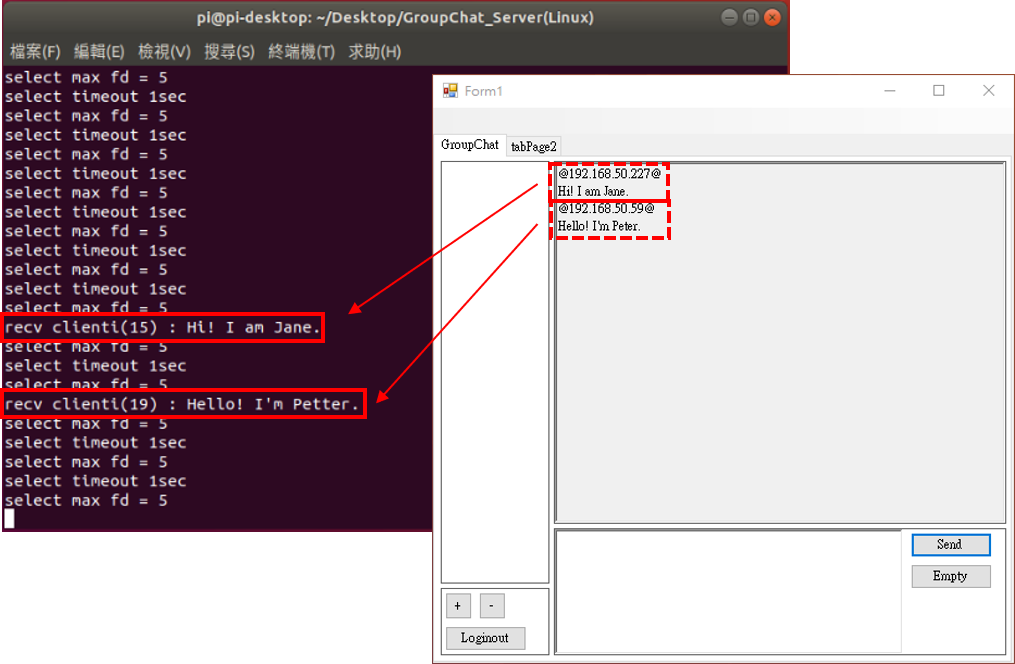 pi@pi-desktop: ~/Desktop/GroupChat_Server(Linux)
檔案(F) 編輯(E) 檢視(V) 搜尋(S) 終端機(T) 求助(H)
select max fd = 5
select timeout 1sec
select max fd = 5
select timeout 1sec
select max fd = 5
select timeout 1sec
select max fd = 5
select timeout 1sec
select max fd = 5
select timeout 1sec
select max fd = 5
select timeout 1sec
select max fd = 5
recv clienti(15) : Hi! I am Jane.
select max fd = 5
select timeout 1sec
select max fd = 5
recv clienti(19) : Hello! I'm Petter.
select max fd = 5
select timeout 1sec
select max fd = 5
select timeout 1sec
select max fd = 5
Form1
GroupChat tabPage2
@192.168.50.227@
Hi! I am Jane.
@192.168.50.59@
Hello! I'm Peter.
Send
Empty
+ -
Loginout